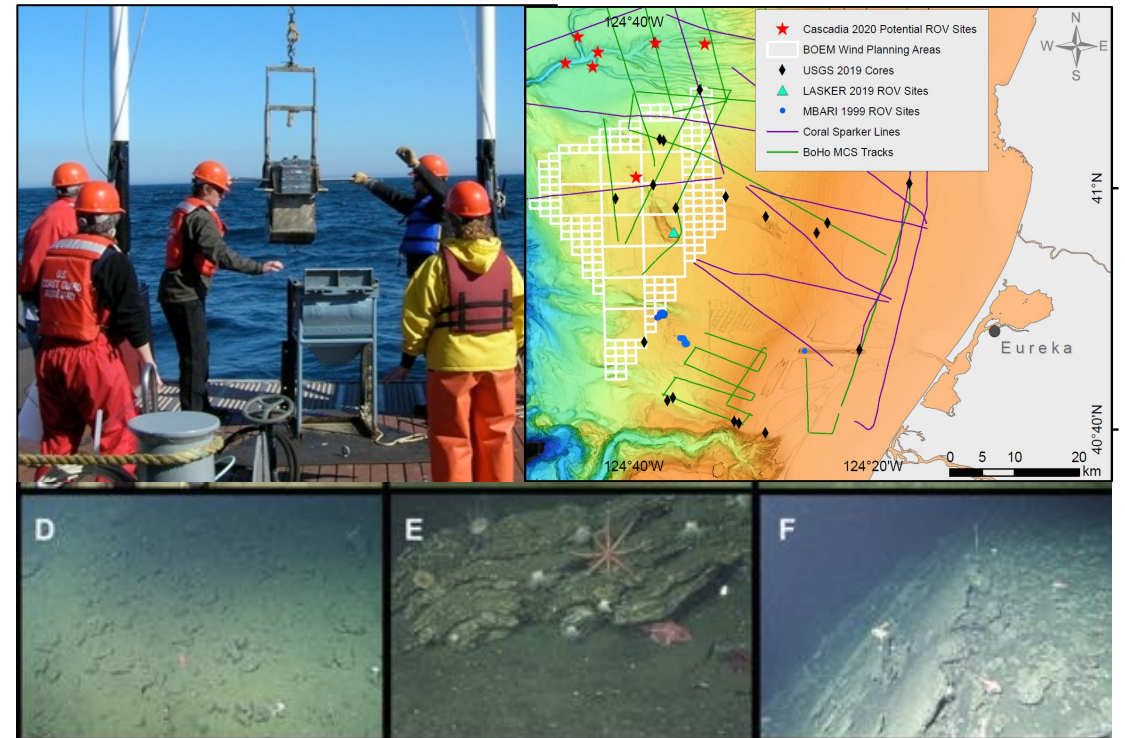 U.S.
COAST GUARD
124°40'W
Cascadia 2020 Potential ROV Sites
BOEM Wind Planning Areas
USGS 2019 Cores
LASKER 2019 ROV Sites
MBARI 1999 ROV Sites
Coral Sparker Lines
BoHo MCS Tracks
N
W
E
S
41°N
Eureka
40°40'N
124°40'W
124°20'W
0 5 10 20
km
D
E
F